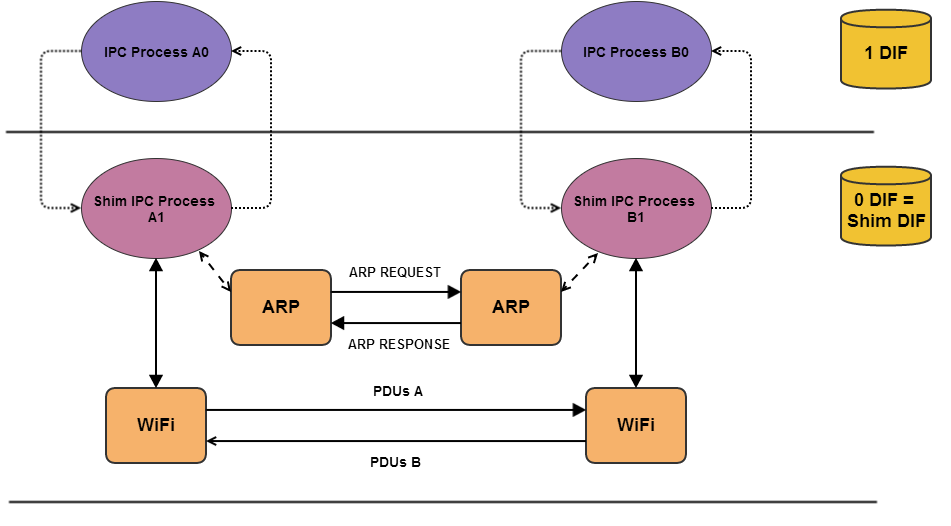 IPC Process A0
IPC Process B0
1 DIF
Shim IPC Process
A1
Shim IPC Process
B1
0 DIF =
Shim DIF
ARP REQUEST
ARP
ARP
ARP RESPONSE
PDUs A
WiFi
WiFi
PDUs B